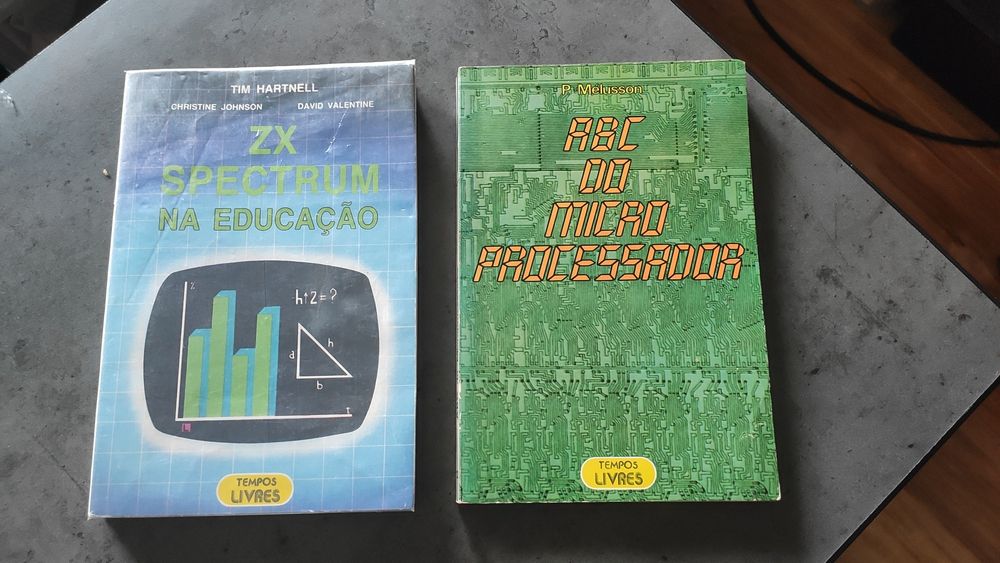 TIM HARTNELL
CHRISTINE JOHNSON DAVID VALENTINE
ZX
SPECTRUM
NA EDUCAÇÃO
h↑2=?
d
h
b
TEMPOS
LIVRES
P. Mélusson
ABC
DO
MICRO
PROCESSADOR
TEMPOS
LIVRES